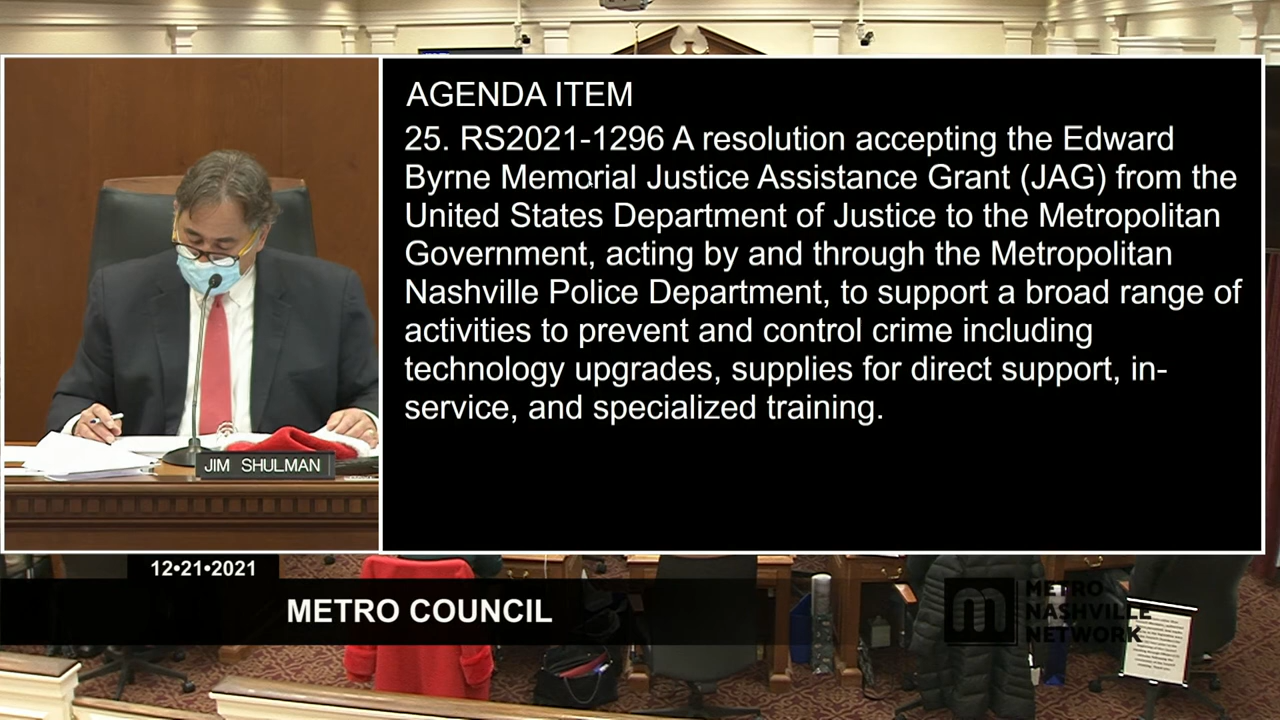 AGENDA ITEM
25. RS2021-1296 A resolution accepting the Edward
Byrne Memorial Justice Assistance Grant (JAG) from the
United States Department of Justice to the Metropolitan
Government, acting by and through the Metropolitan
Nashville Police Department, to support a broad range of
activities to prevent and control crime including
technology upgrades, supplies for direct support, in-
service, and specialized training.
JIM SHULMAN
12•21•2021
METRO COUNCIL
m METRO
NASHVILLE
NETWORK